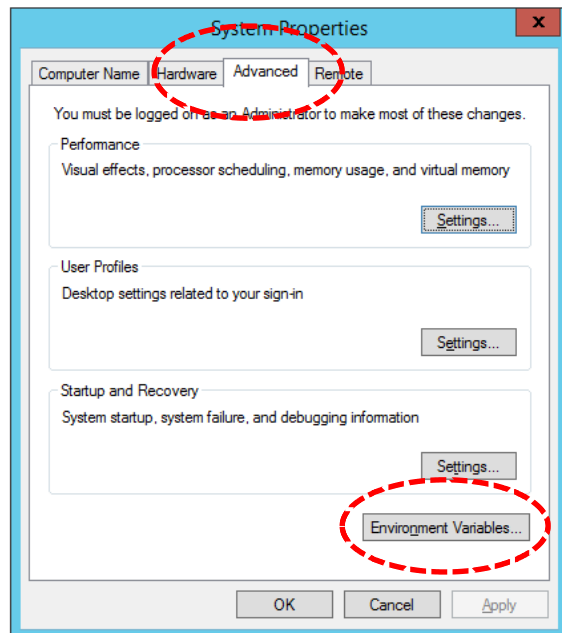 System Properties
x
Computer Name Hardware Advanced Remote
You must be logged on as an Administrator to make most of these changes.
Performance
Visual effects, processor scheduling, memory usage, and virtual memory
Settings...
User Profiles
Desktop settings related to your sign-in
Settings...
Startup and Recovery
System startup, system failure, and debugging information
Settings...
Environment Variables...
OK Cancel Apply